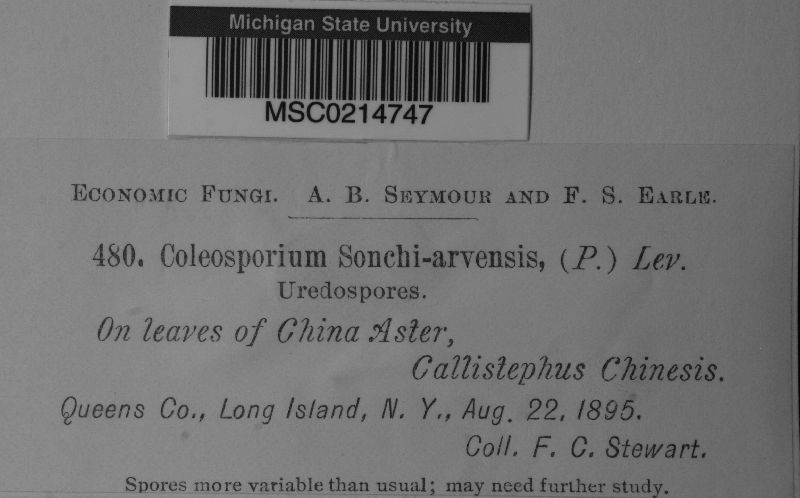 Michigan State University
MSC0214747
Economic Fungi. A. B. Seymour and F. S. Earle.
480. Coleosporium Sonchi-arvensis, (P.) Lev.
Uredospores.
On leaves of China Aster,
Callistephus Chinesis.
Queens Co., Long Island, N. Y., Aug. 22, 1895.
Coll. F. C. Stewart.
Spores more variable than usual; may need further study.